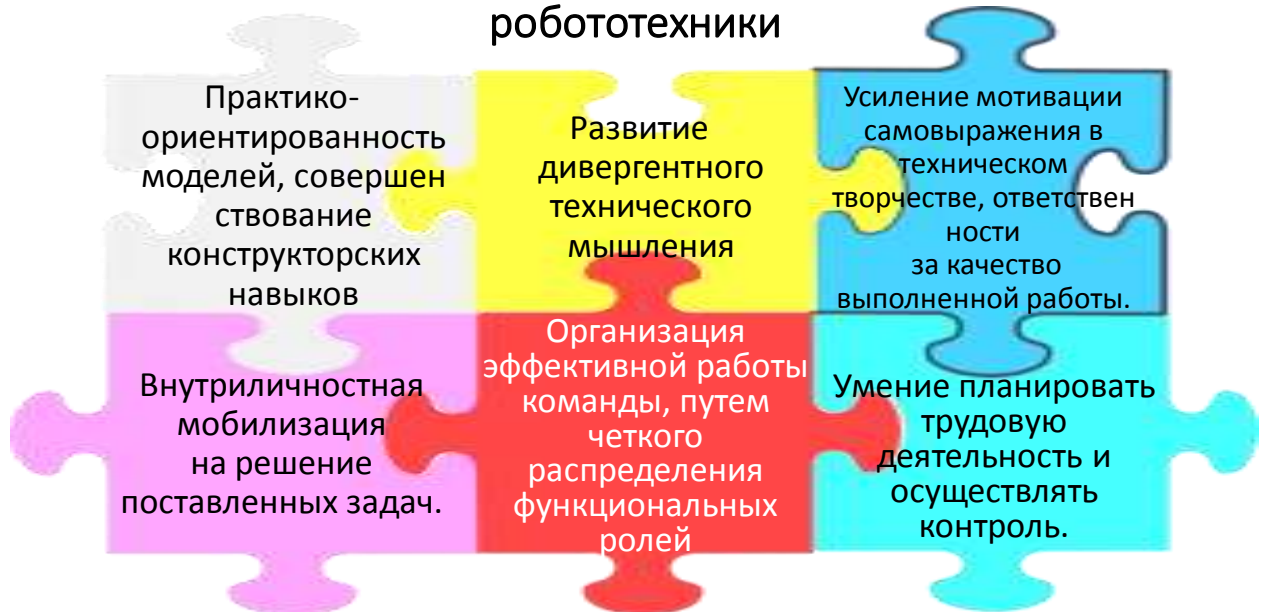 робототехники
Практико-
ориентированность
моделей, совершен
ствование
конструкторских
навыков
Развитие
дивергентного
технического
мышления
Усиление мотивации
самовыражения в
техническом
творчестве, ответствен
ности
за качество
выполненной работы.
Внутриличностная
мобилизация
на решение
поставленных задач.
Организация
эффективной работы
команды, путем
четкого
распределения
функциональных
ролей
Умение планировать
трудовую
деятельность и
осуществлять
контроль.